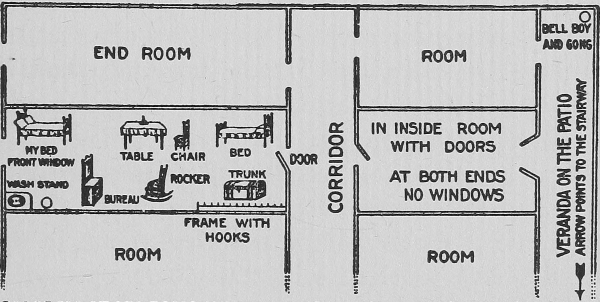 END ROOM
ROOM
BELL BOY
AND GONG
MY BED
FRONT WINDOW
TABLE
CHAIR
BED
DOOR
CORRIDOR
IN INSIDE ROOM
WITH DOORS
AT BOTH ENDS
NO WINDOWS
VERANDA ON THE PATIO
ARROW POINTS TO THE STAIRWAY
WASH STAND
BUREAU
ROCKER
TRUNK
FRAME WITH
HOOKS
ROOM
ROOM